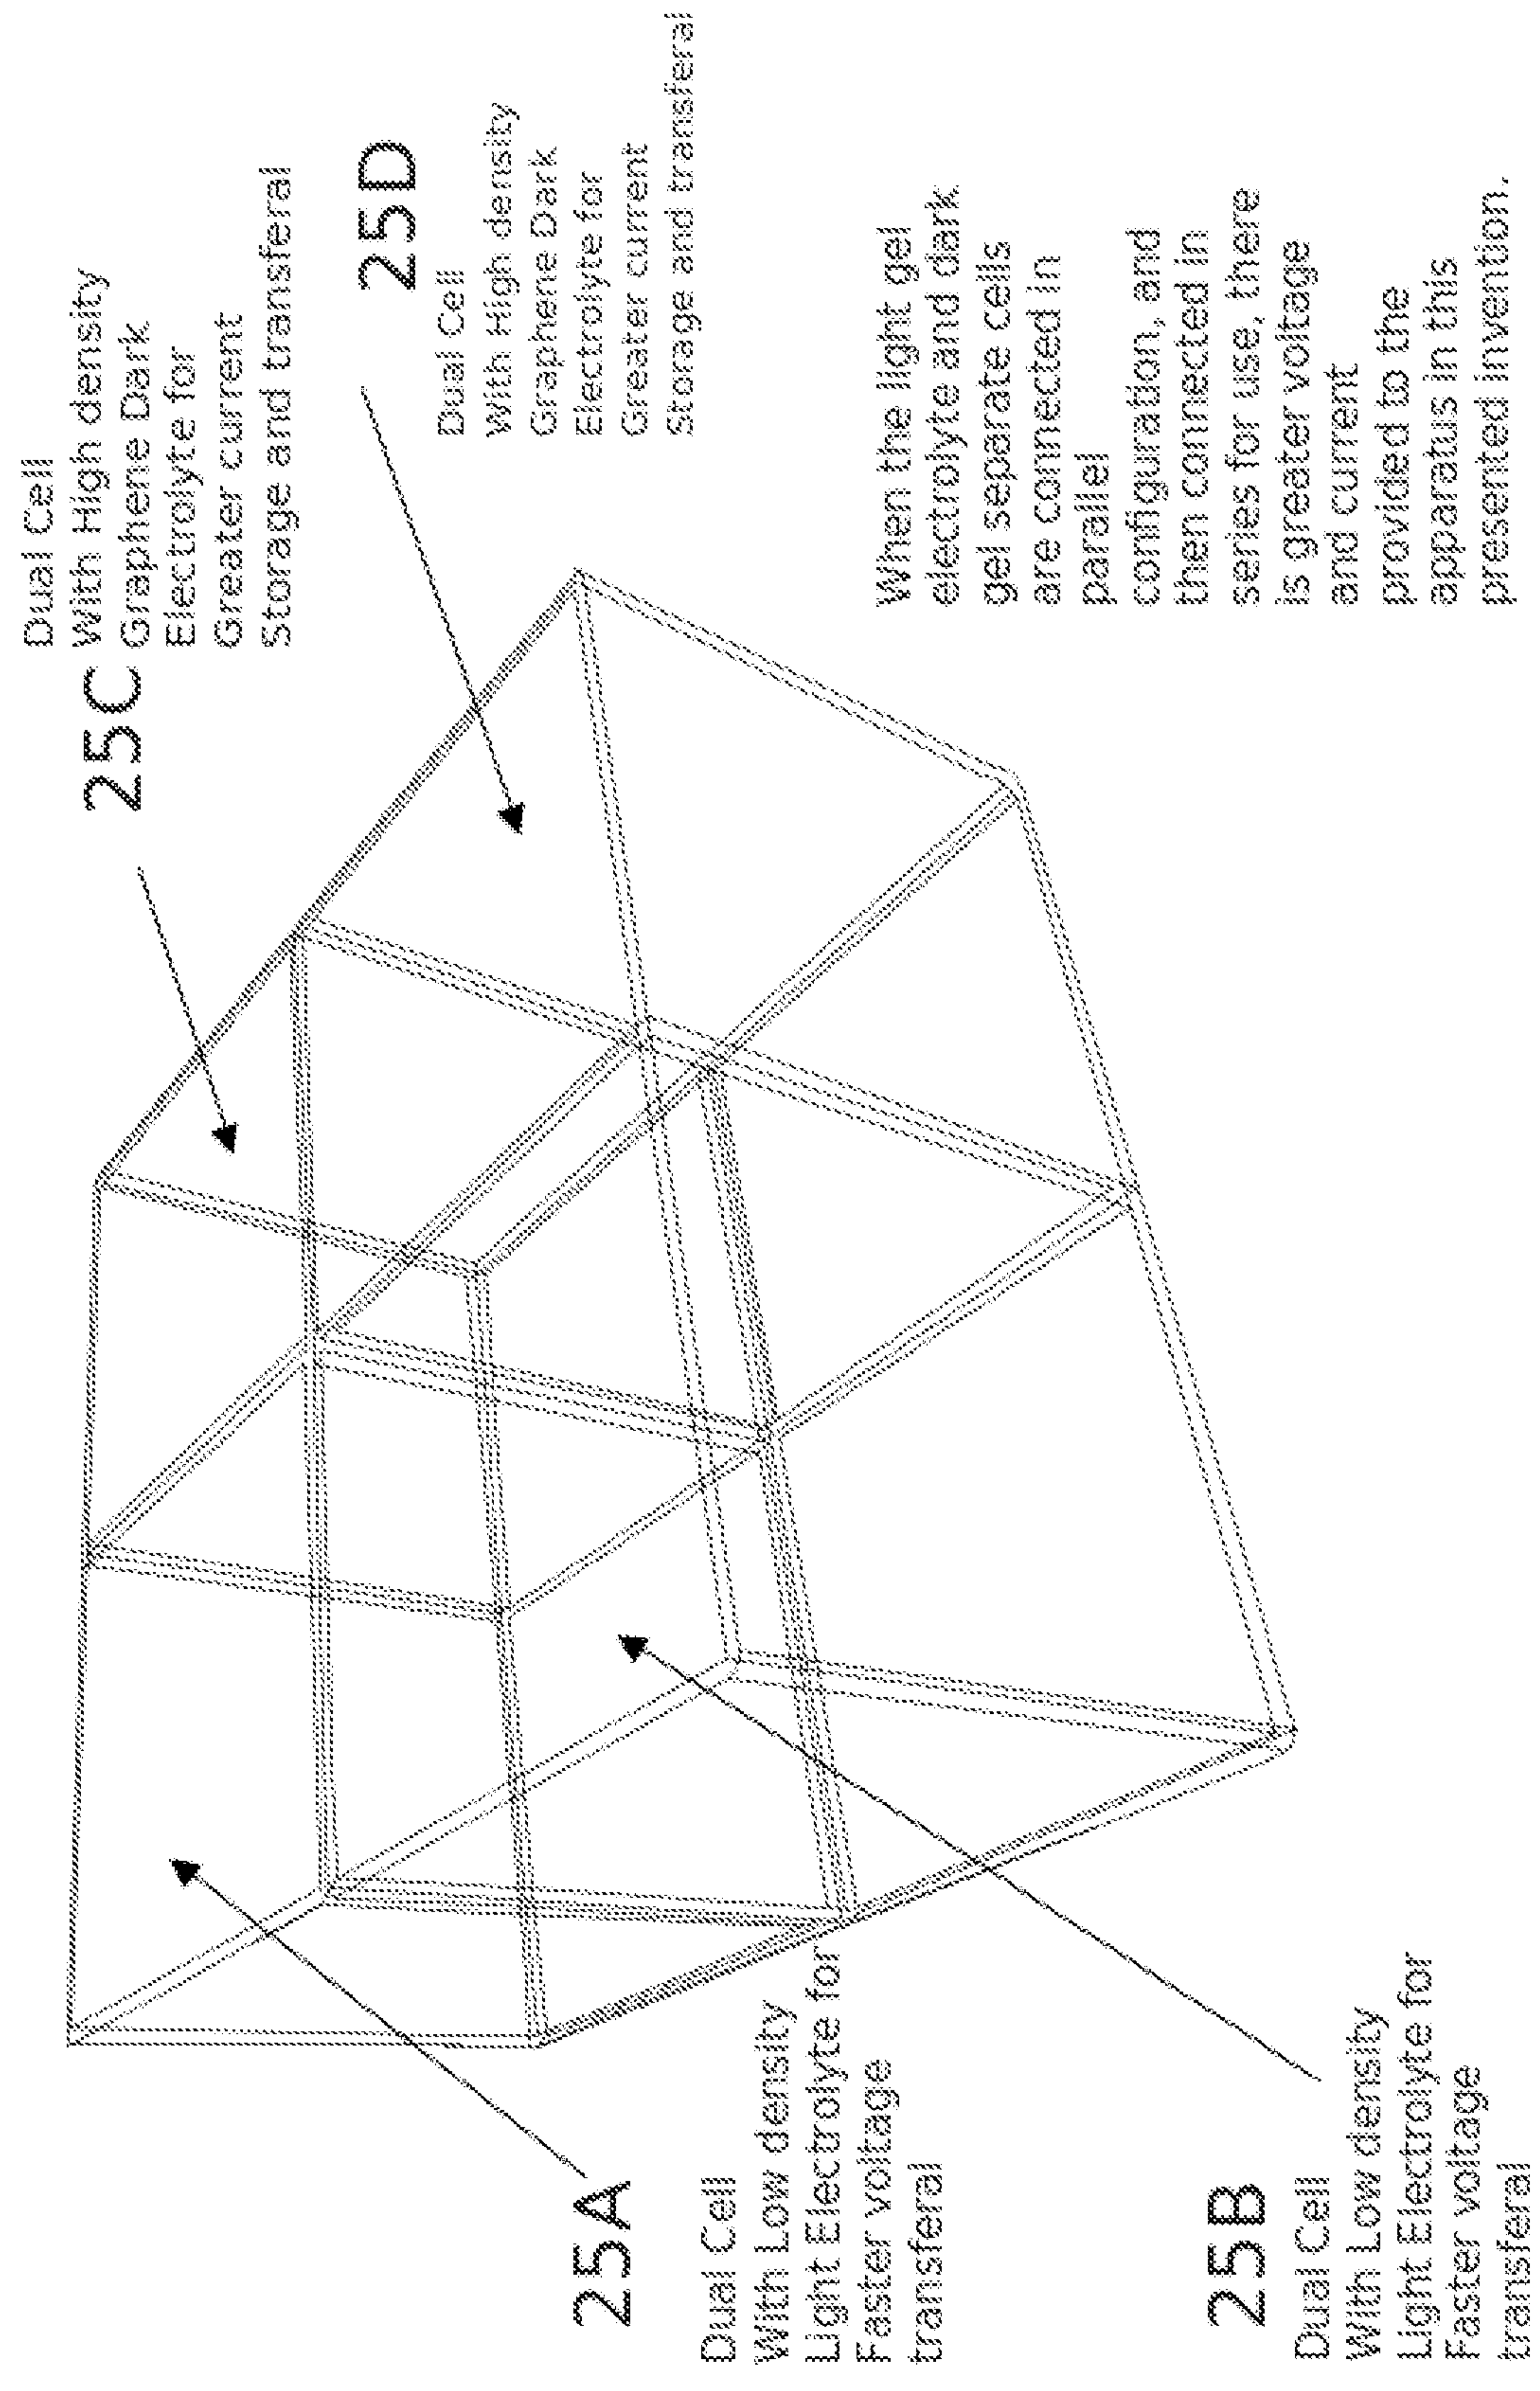 25A
Dual Cell
With Low density
Light Electrolyte for
Faster voltage
transferal
25B
Dual Cell
With Low density
Light Electrolyte for
Faster voltage
transferal
25C
Dual Cell
With High density
Graphene Dark
Electrolyte for
Greater current
Storage and transferal
25D
Dual Cell
With High density
Graphene Dark
Electrolyte for
Greater current
Storage and transferal
When the light gel
electrolyte and dark
gel separate cells
are connected in
parallel
configuration, and
then connected in
series for use, there
is greater voltage
and current
provided to the
apparatus in this
presented invention.